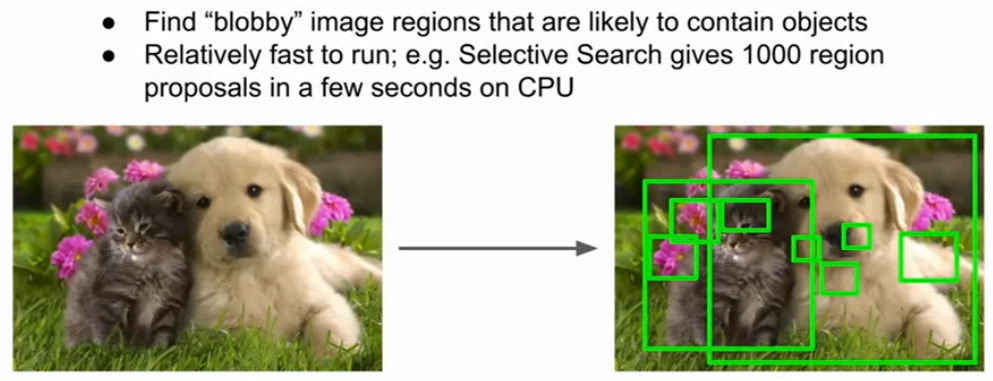 ● Find “blobby” image regions that are likely to contain objects
● Relatively fast to run; e.g. Selective Search gives 1000 region
proposals in a few seconds on CPU